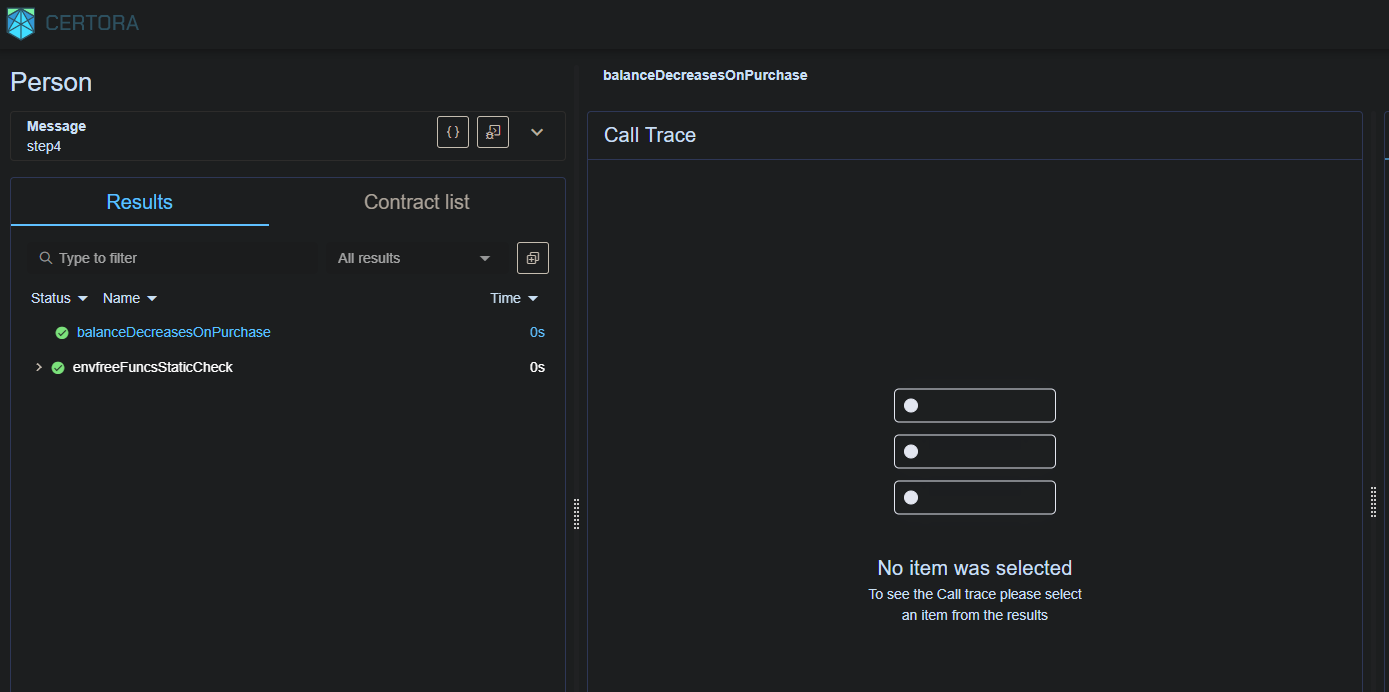 CERTORA
Person
Message
step4
{ }
Results
Contract list
Type to filter
All results
Status
Name
Time
balanceDecreasesOnPurchase
0s
envfreeFuncsStaticCheck
0s
balanceDecreasesOnPurchase
Call Trace
No item was selected
To see the Call trace please select
an item from the results